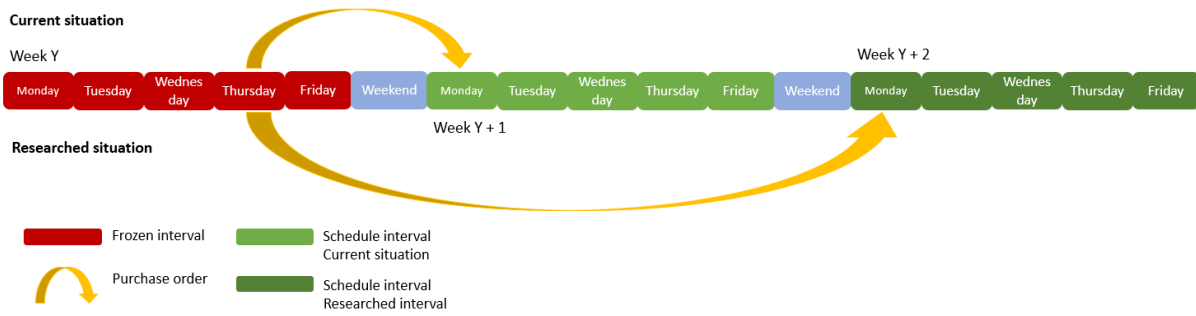 Current situation
Week Y
Week Y + 2
Monday
Tuesday
Wednes
day
Thursday
Friday
Weekend
Monday
Tuesday
Wednes
day
Thursday
Friday
Weekend
Monday
Tuesday
Wednes
day
Thursday
Friday
Week Y + 1
Researched situation
Frozen interval
Schedule interval
Current situation
Purchase order
Schedule interval
Researched interval